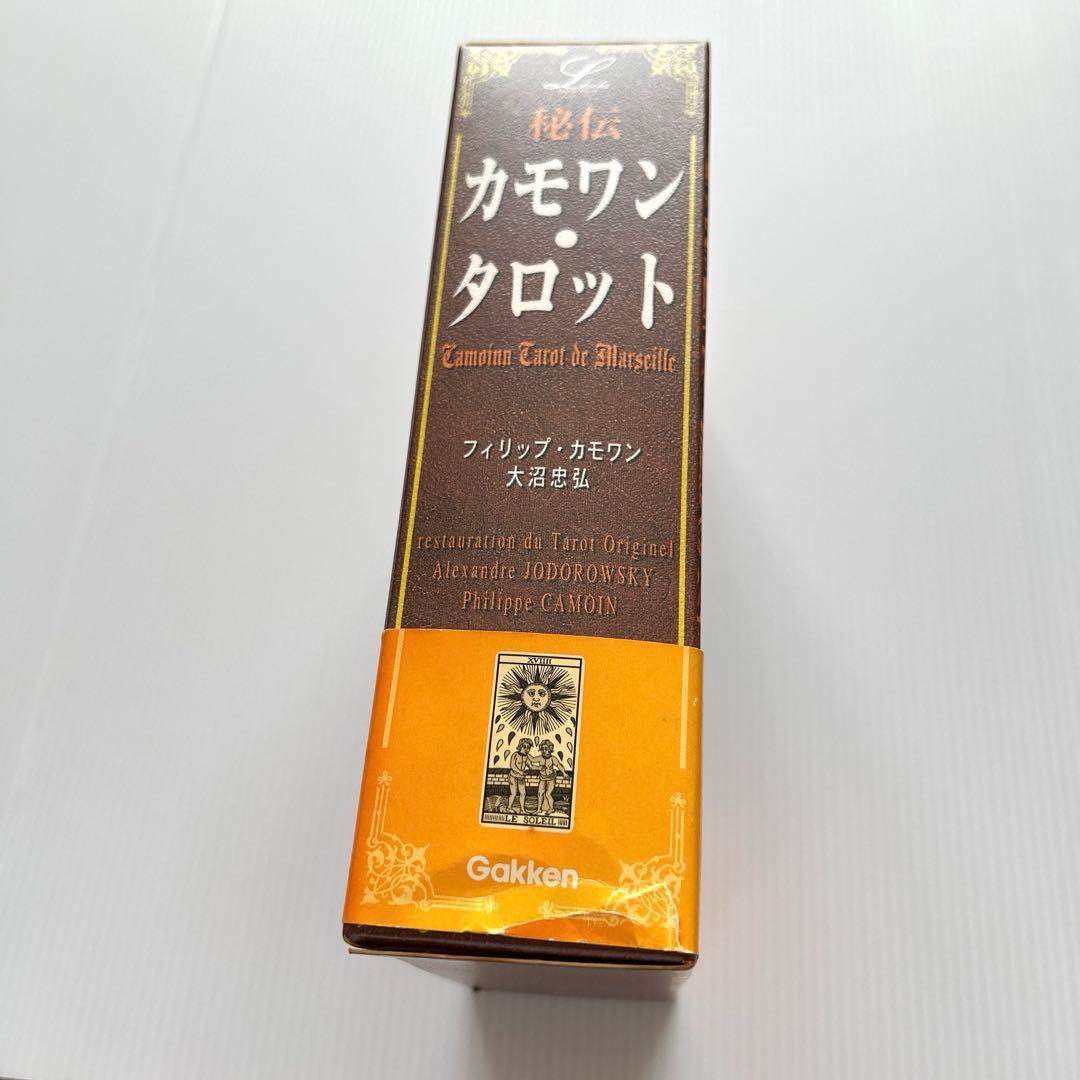 L
秘伝
カモワン・
タロット
Camoinn Tarot de Marseille
フィリップ・カモワン
大沼忠弘
restauration du Tarot Originel
Alexandre JODOROWSKY
Philippe CAMOIN
XVIIII
LE SOLEIL
Gakken